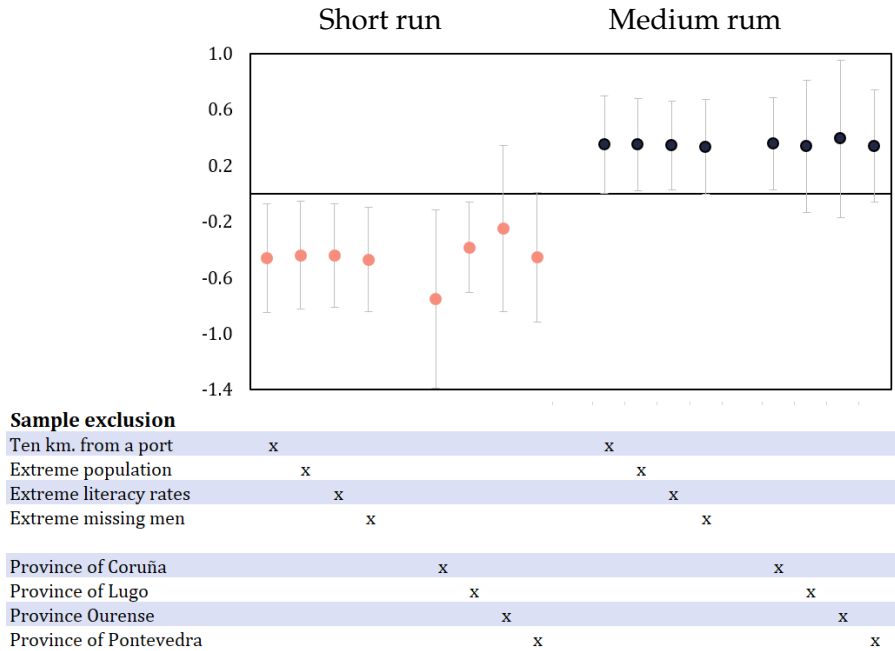 Short run Medium rum
1.0
0.6
0.2
-0.2
-0.6
-1.0
-1.4
Sample exclusion
Ten km. from a port x x
Extreme population x x
Extreme literacy rates x x
Extreme missing men x x
Province of Coruña x x
Province of Lugo x x
Province Ourense x x
Province of Pontevedra x x